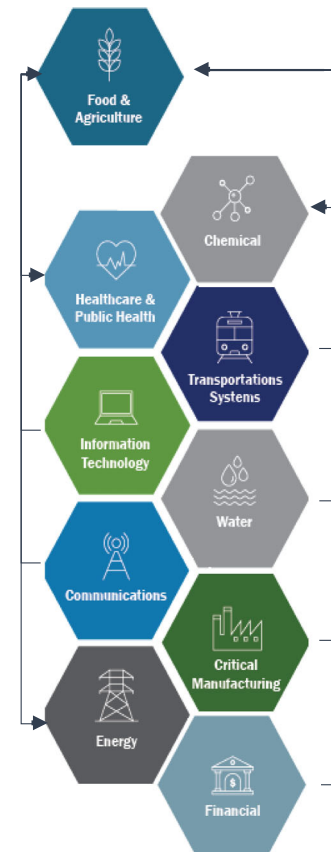 Food &
Agriculture
Chemical
Healthcare &
Public Health
Transportations
Systems
Information
Technology
Water
Communications
Critical
Manufacturing
Energy
$
Financial